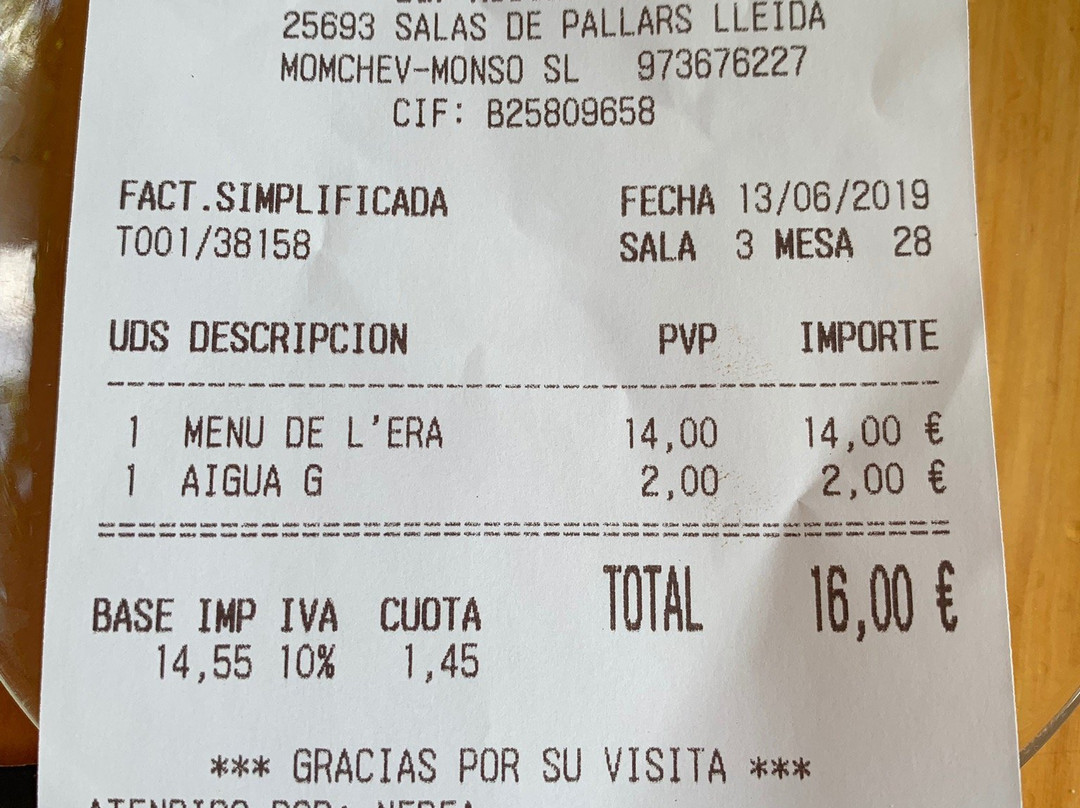 25693 SALAS DE PALLARS LLEIDA
MOMCHEV-MONSO SL 973676227
CIF: B25809658
FACT.SIMPLIFICADA FECHA 13/06/2019
T001/38158 SALA 3 MESA 28
UDS DESCRIPCION PVP IMPORTE
1 MENU DE L'ERA 14,00 14,00 €
1 AIGUA G 2,00 2,00 €
TOTAL 16,00 €
BASE IMP IVA CUOTA
14,55 10% 1,45
*** GRACIAS POR SU VISITA ***
ATENDIDO POR: NEREA